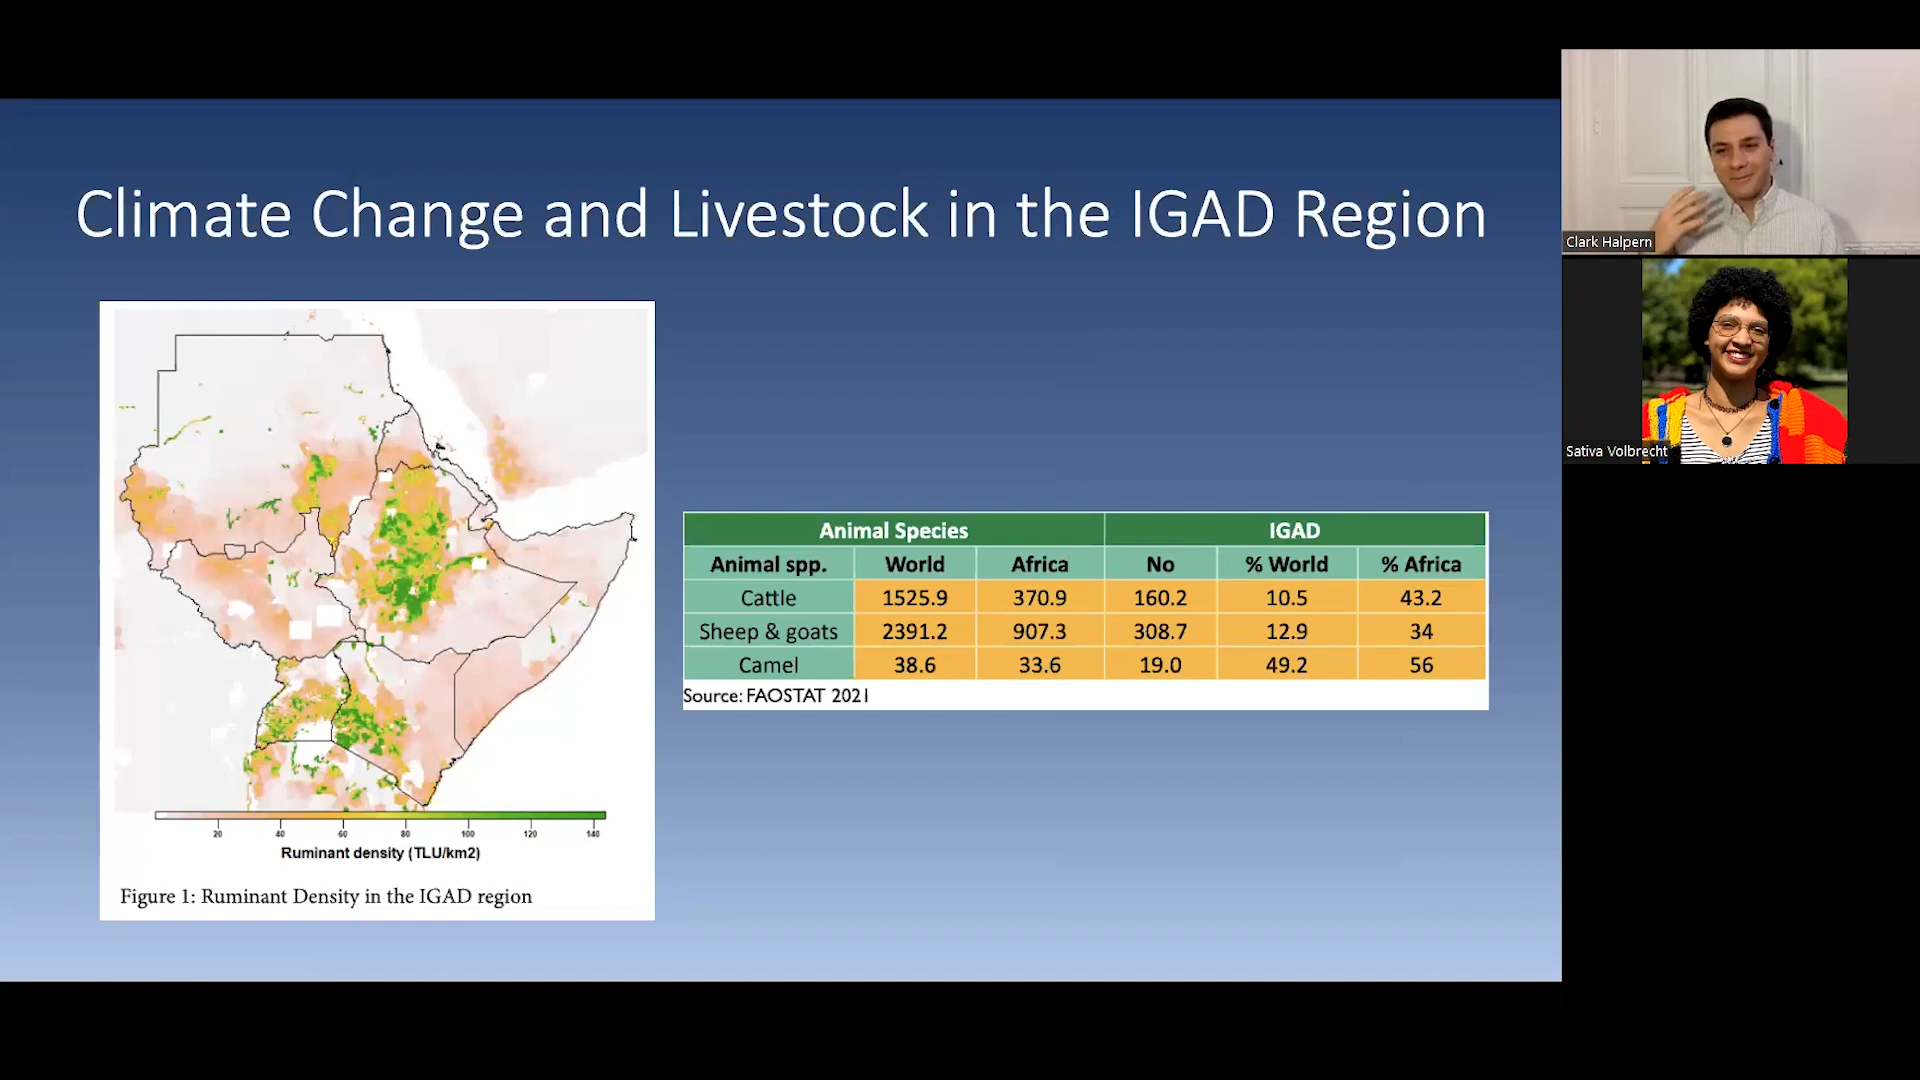 Climate Change and Livestock in the IGAD Region
20 40 60 80 100 120 140
Ruminant density (TLU/km2)
Figure 1: Ruminant Density in the IGAD region
Animal Species IGAD
Animal spp. World Africa No % World % Africa
Cattle 1525.9 370.9 160.2 10.5 43.2
Sheep & goats 2391.2 907.3 308.7 12.9 34
Camel 38.6 33.6 19.0 49.2 56
Source: FAOSTAT 2021
Clark Halpern
Sativa Volbrecht